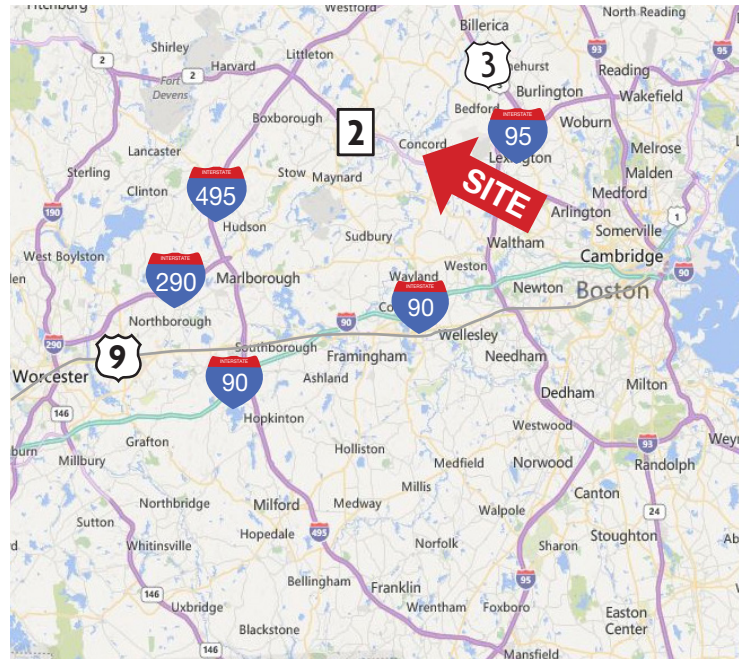 Westford
Billerica
North Reading
Shirley
Littleton
3
93
95
2
Harvard
2
Fort
Devens
Burlington
Reading
Wakefield
Boxborough
Bedford
INTERSTATE
95
Woburn
2
Concord
Lexington
Melrose
Lancaster
Sterling
Stow
Maynard
Malden
Clinton
INTERSTATE
495
SITE
Medford
190
Arlington
1
Hudson
Sudbury
Somerville
West Boylston
Waltham
Cambridge
INTERSTATE
290
Marlborough
Wayland
Weston
90
INTERSTATE
90
Newton
Boston
Northborough
90
290
9
Southborough
Wellesley
Framingham
Needham
Worcester
INTERSTATE
90
Ashland
Milton
146
Hopkinton
Dedham
Westwood
Grafton
93
Millbury
Holliston
Medfield
Norwood
Randolph
Millis
Canton
Northbridge
Milford
Medway
Walpole
24
Sutton
Hopedale
495
Stoughton
Whitinsville
Norfolk
Sharon
Bellingham
Franklin
95
146
Uxbridge
Wrentham
Foxboro
Easton
Center
Blackstone
146
Mansfield